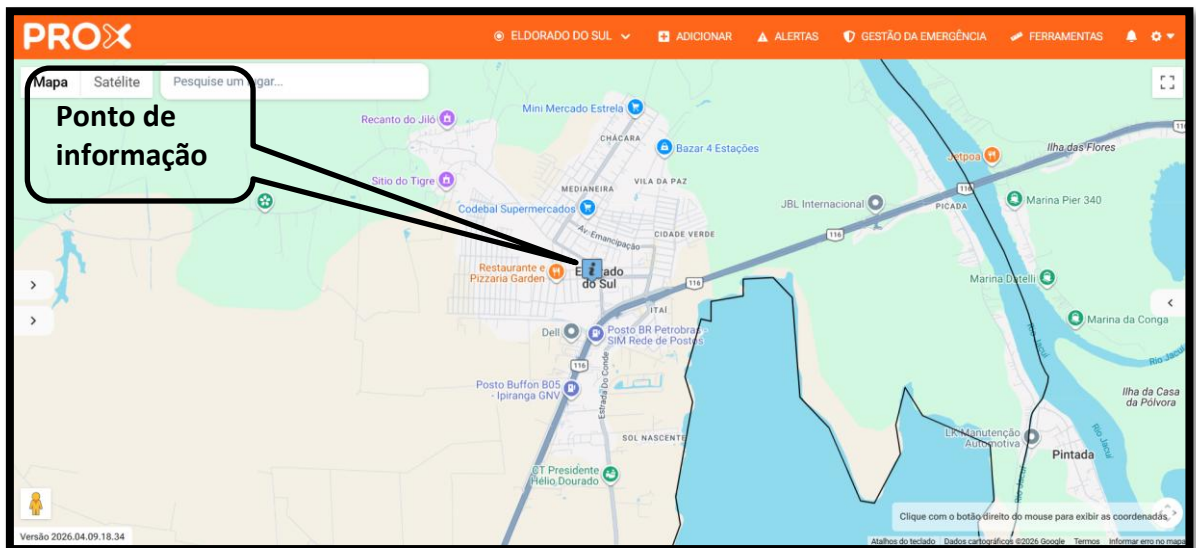 PROX
ELDORADO DO SUL
ADICIONAR
ALERTAS
GESTÃO DA EMERGÊNCIA
FERRAMENTAS
Mapa
Satélite
Pesquise um
Ponto de
informação
Mini Mercado Estrela
Recanto do Jiló
CHÁCARA
Bazar 4 Estações
Jetpoa
Ilha das Flores
116
Sitio do Tigre
MEDIANEIRA
VILA DA PAZ
JBL Internacional
PICADA
Marina Pier 340
Codebal Supermercados
Av. Emancipação
CIDADE VERDE
116
Restaurante e
Pizzaria Garden
do Sul
116
Marina
ITAÍ
Marina da Conga
Dell
Posto BR Petrobras -
SIM Rede de Postos
Rio Jacuí
116
Posto Buffon B05
- Ipiranga GNV
Estrada Do Conde
Ilha da Casa
da Pólvora
SOL NASCENTE
LK Manutenção
Automotiva
Pintada
Rio Jacuí
Rio Jacuí
CT Presidente
Hélio Dourado
Clique com o botão direito do mouse para exibir as coordenadas.
Versão 2026.04.09.18.34
Atalhos do teclado
Dados cartográficos ©2026 Google
Termos
Informar erro no mapa